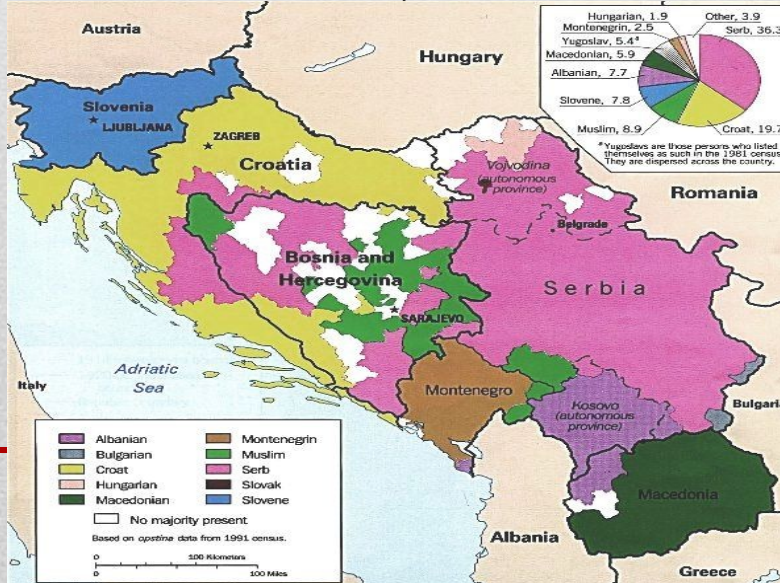 Austria
Hungary
Hungarian, 1.9
Other, 3.9
Montenegrin, 2.5
Serb, 36.3
Yugoslav, 5.4ᵃ
Macedonian, 5.9
Albanian, 7.7
Slovene, 7.8
Muslim, 8.9
Croat, 19.7
ᵃYugoslavs are those persons who listed
themselves as such in the 1981 census.
They are dispersed across the country.
Slovenia
LJUBLJANA
ZAGREB
Croatia
Vojvodina
(autonomous
province)
Romania
Belgrade
Bosnia and
Hercegovina
Serbia
SARAJEVO
Adriatic
Sea
Italy
Montenegro
Kosovo
(autonomous
province)
Bulgari
Macedonia
Albania
Greece
Albanian
Bulgarian
Croat
Hungarian
Macedonian
Montenegrin
Muslim
Serb
Slovak
Slovene
No majority present
Based on opstina data from 1991 census.
0 100 Kilometers
0 100 Miles